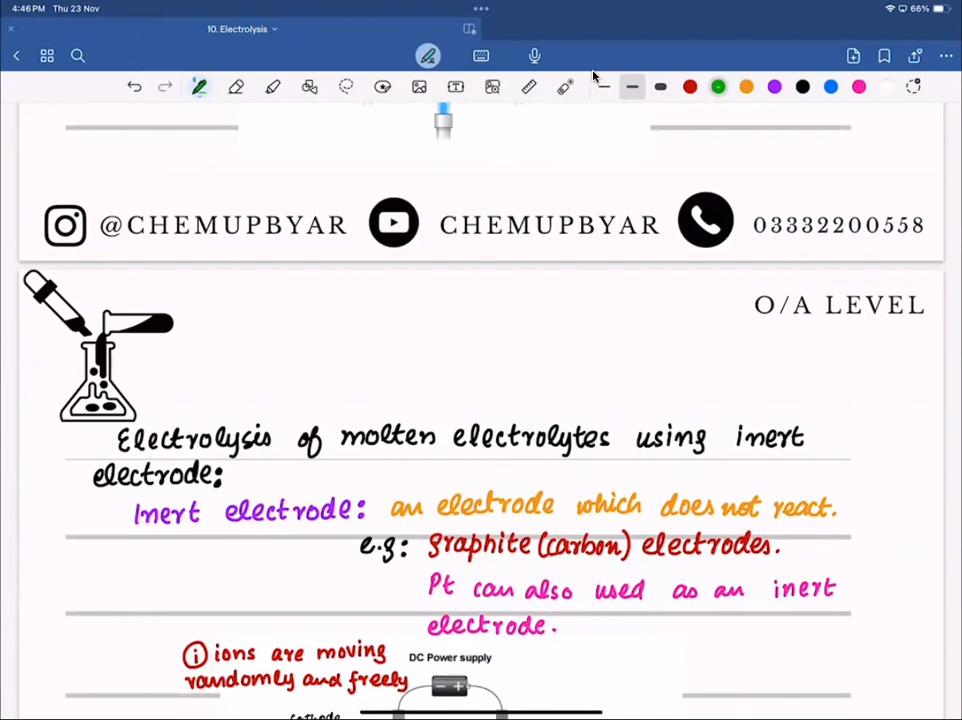 4:46 PM Thu 23 Nov
66%
10. Electrolysis
@CHEMUPBYAR CHEMUPBYAR 03332200558
O/A LEVEL
Electrolysis of molten electrolytes using inert
electrode:
Inert electrode: an electrode which does not react.
e.g: graphite (carbon) electrodes.
Pt can also used as an inert
electrode.
i ions are moving
randomly and freely
DC Power supply
- +
cathode